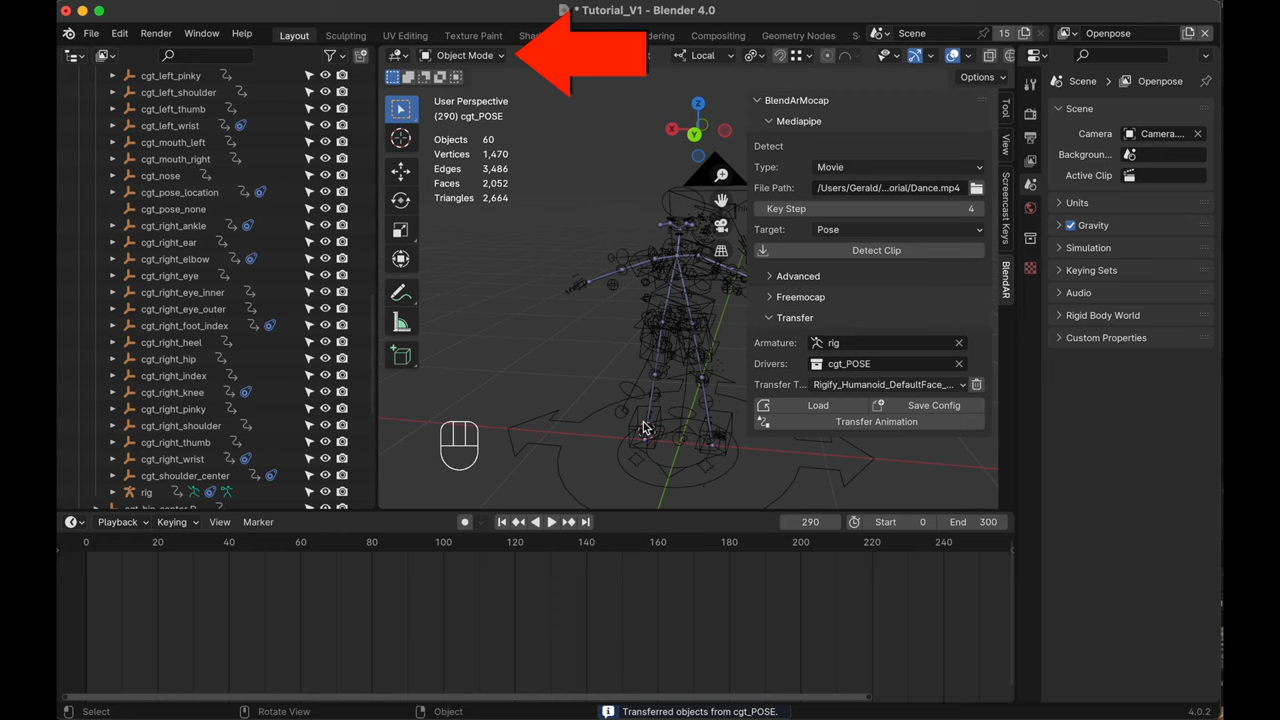 * Tutorial_V1 - Blender 4.0
File Edit Render Window Help Layout Sculpting UV Editing Texture Paint Geometry Nodes Scene 15 Openpose
Object Mode Local
Options
cgt_left_pinky
cgt_left_shoulder
cgt_left_thumb
cgt_left_wrist
cgt_mouth_left
cgt_mouth_right
cgt_nose
cgt_pose_location
cgt_pose_none
cgt_right_ankle
cgt_right_ear
cgt_right_elbow
cgt_right_eye
cgt_right_eye_inner
cgt_right_eye_outer
cgt_right_foot_index
cgt_right_heel
cgt_right_hip
cgt_right_index
cgt_right_knee
cgt_right_pinky
cgt_right_shoulder
cgt_right_thumb
cgt_right_wrist
cgt_shoulder_center
rig
User Perspective
(290) cgt_POSE
Objects 60
Vertices 1,470
Edges 3,486
Faces 2,052
Triangles 2,664
Z
X
Y
BlendArMocap
Mediapipe
Detect
Type: Movie
File Path: /Users/Gerald/...orial/Dance.mp4
Key Step 4
Target: Pose
Detect Clip
Advanced
Freemocap
Transfer
Armature: rig
Drivers: cgt_POSE
Transfer T... Rigify_Humanoid_DefaultFace_...
Load Save Config
Transfer Animation
Tool
View
Screencast Keys
BlendAR
Scene Openpose
Scene
Camera Camera....
Backgroun...
Active Clip
Units
Gravity
Simulation
Keying Sets
Audio
Rigid Body World
Custom Properties
Playback Keying View Marker 290 Start 0 End 300
0 20 40 60 80 100 120 140 160 180 200 220 240
Select Rotate View Object Transferred objects from cgt_POSE. 4.0.2